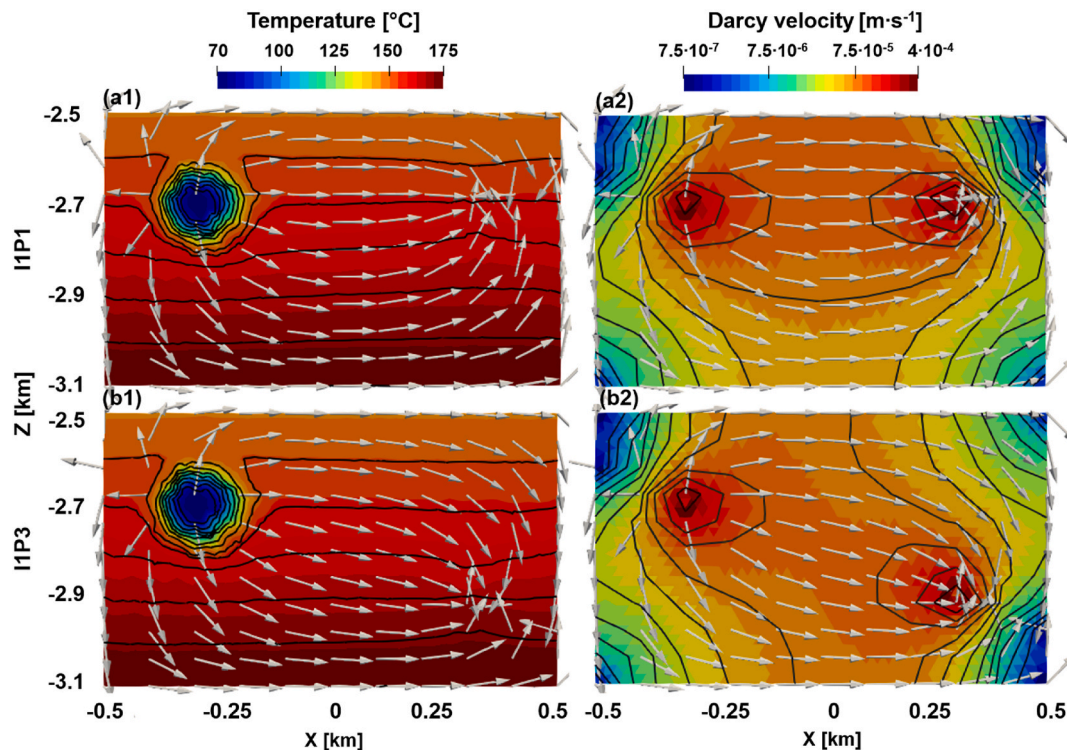 Temperature [°C]
70 100 125 150 175
Darcy velocity [m·s⁻¹]
7.5·10⁻⁷ 7.5·10⁻⁶ 7.5·10⁻⁵ 4·10⁻⁴
(a1)
(a2)
-2.5
-2.7
-2.9
-3.1
I1P1
Z [km]
(b1)
(b2)
-2.5
-2.7
-2.9
-3.1
I1P3
-0.5 -0.25 0 0.25 0.5
-0.5 -0.25 0 0.25 0.5
X [km]
X [km]